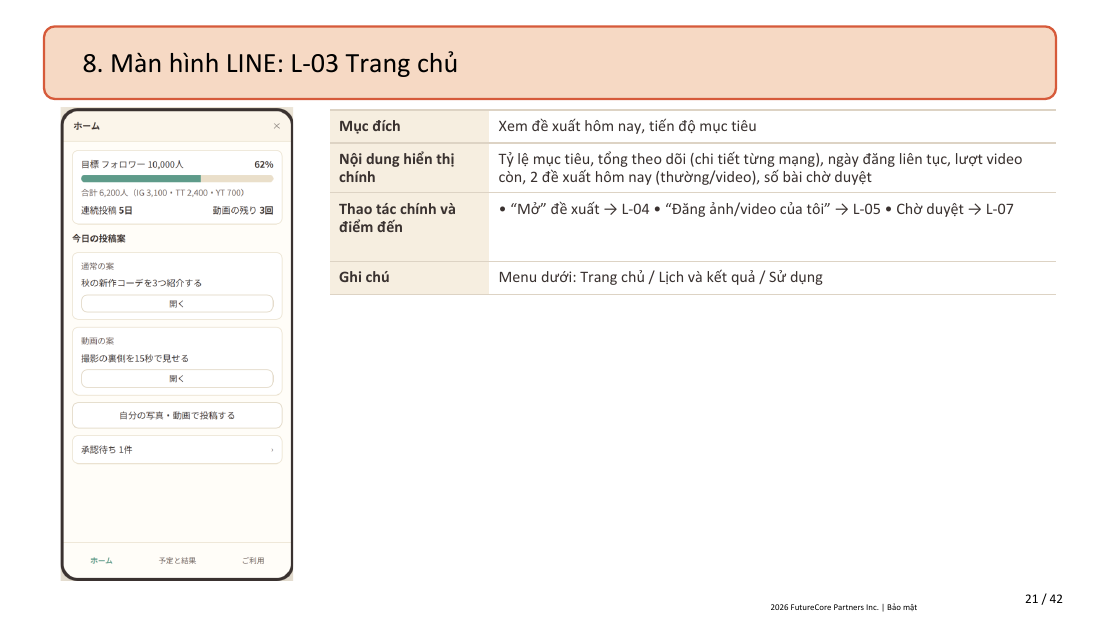 8. Màn hình LINE: L-03 Trang chủ
ホーム ×
目標 フォロワー 10,000人 62%
合計 6,200人（IG 3,100・TT 2,400・YT 700）
連続投稿 5日 動画の残り 3回
今日の投稿案
通常の案
秋の新作コーデを3つ紹介する
開く
動画の案
撮影の裏側を15秒で見せる
開く
自分の写真・動画で投稿する
承認待ち 1件 ›
ホーム 予定と結果 ご利用
Mục đích Xem đề xuất hôm nay, tiến độ mục tiêu
Nội dung hiển thị
chính
Tỷ lệ mục tiêu, tổng theo dõi (chi tiết từng mạng), ngày đăng liên tục, lượt video
còn, 2 đề xuất hôm nay (thường/video), số bài chờ duyệt
Thao tác chính và
điểm đến
• “Mở” đề xuất → L-04 • “Đăng ảnh/video của tôi” → L-05 • Chờ duyệt → L-07
Ghi chú Menu dưới: Trang chủ / Lịch và kết quả / Sử dụng
2026 FutureCore Partners Inc. | Bảo mật
21 / 42